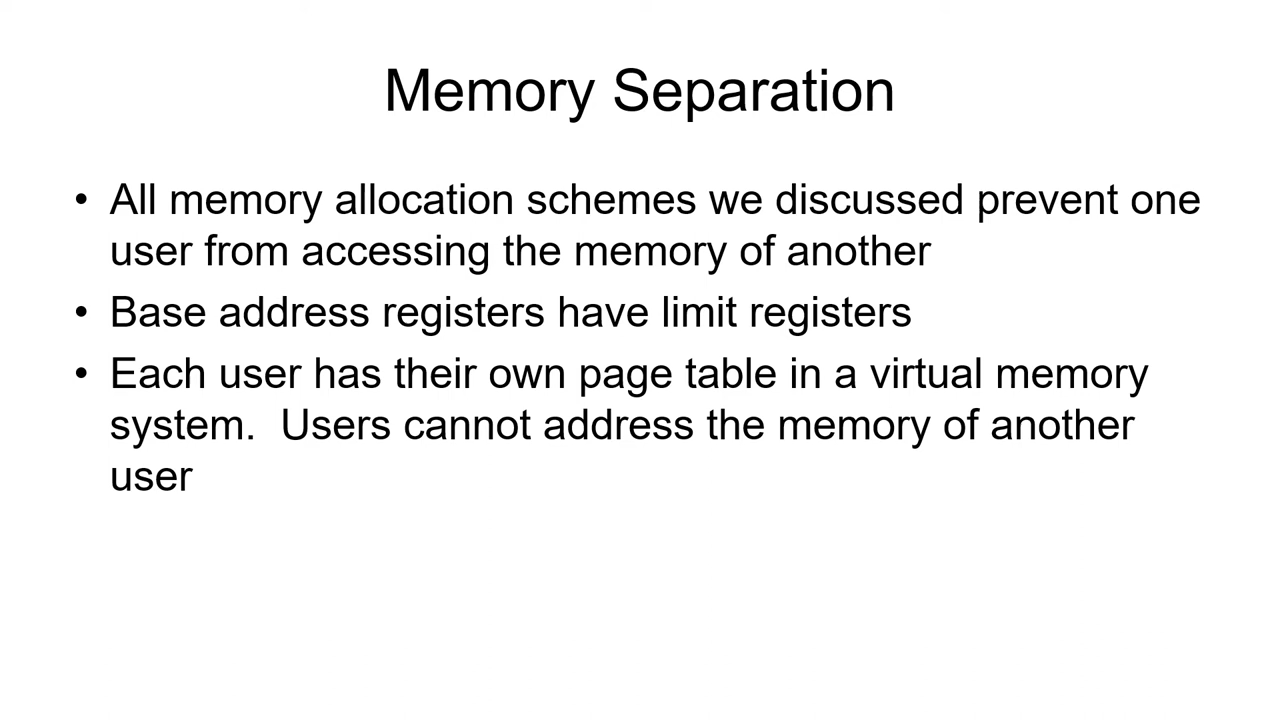 Memory Separation
• All memory allocation schemes we discussed prevent one
user from accessing the memory of another
• Base address registers have limit registers
• Each user has their own page table in a virtual memory
system.  Users cannot address the memory of another
user